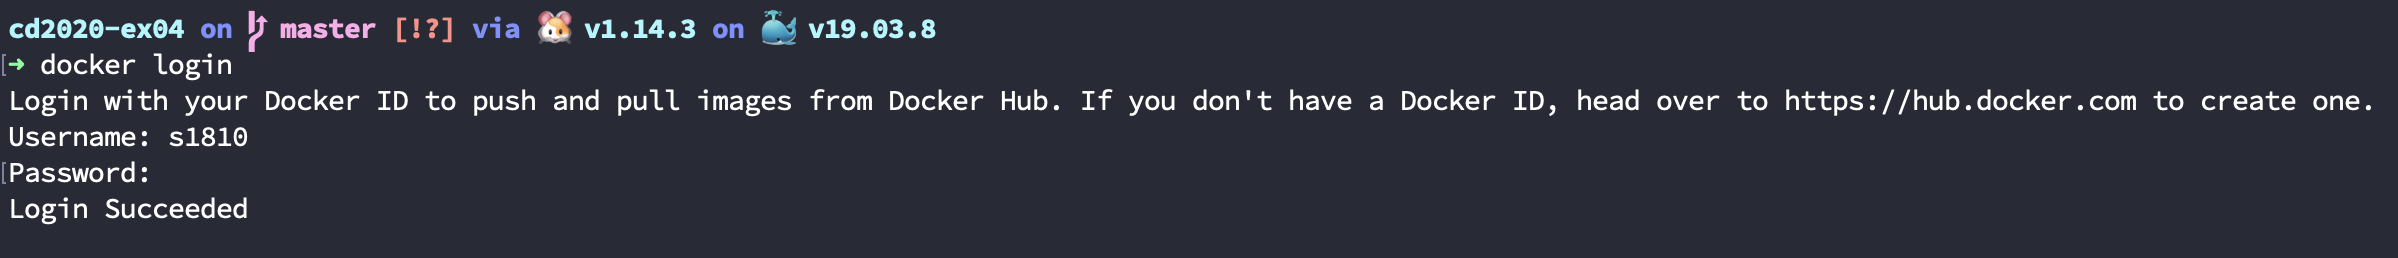 cd2020-ex04 on master [!?] via 🐹 v1.14.3 on 🐳 v19.03.8
➜ docker login
Login with your Docker ID to push and pull images from Docker Hub. If you don't have a Docker ID, head over to https://hub.docker.com to create one.
Username: s1810
Password:
Login Succeeded